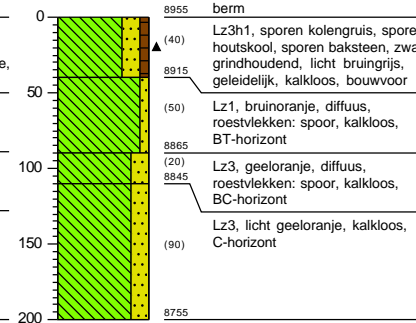 8955 berm
0
(40)
Lz3h1, sporen kolengruis, spore
houtskool, sporen baksteen, zwa
grindhoudend, licht bruingrijs,
geleidelijk, kalkloos, bouwvoor
8915
50
(50)
Lz1, bruinoranje, diffuus,
roestvlekken: spoor, kalkloos,
BT-horizont
8865
100
(20)
8845
Lz3, geeloranje, diffuus,
roestvlekken: spoor, kalkloos,
BC-horizont
150
(90)
Lz3, licht geeloranje, kalkloos,
C-horizont
200
8755